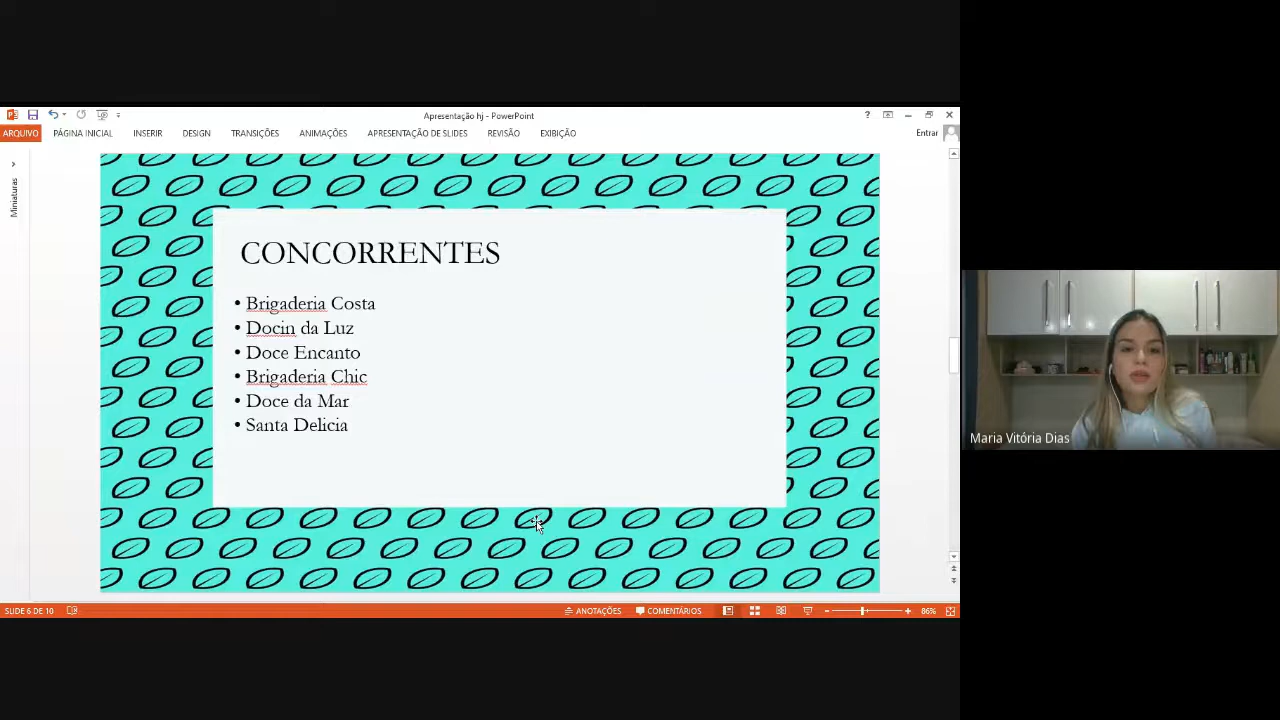 Apresentação hj - PowerPoint
ARQUIVO PÁGINA INICIAL INSERIR DESIGN TRANSIÇÕES ANIMAÇÕES APRESENTAÇÃO DE SLIDES REVISÃO EXIBIÇÃO Entrar
Miniaturas
CONCORRENTES
• Brigaderia Costa
• Docin da Luz
• Doce Encanto
• Brigaderia Chic
• Doce da Mar
• Santa Delicia
Maria Vitória Dias
SLIDE 6 DE 10 ANOTAÇÕES COMENTÁRIOS 86%